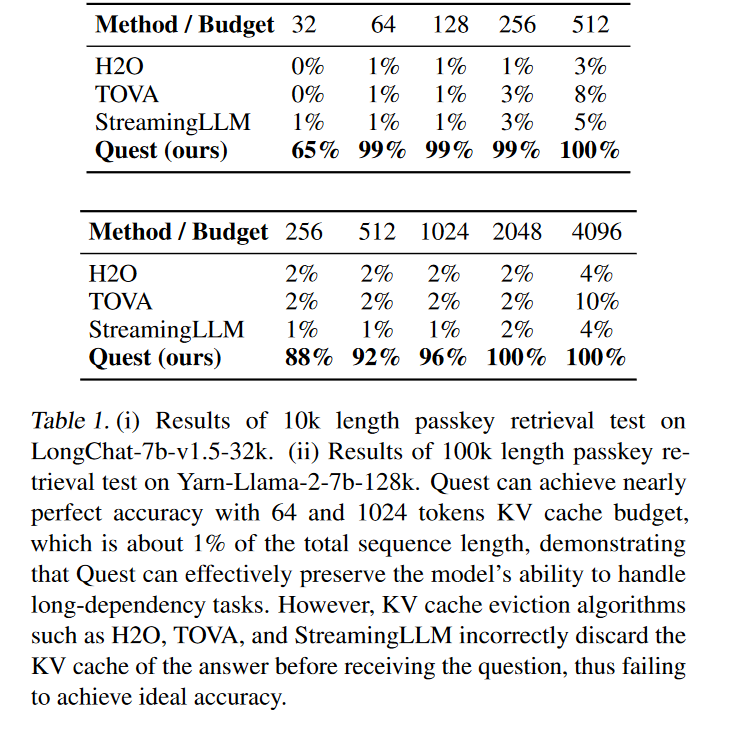 Method / Budget 32 64 128 256 512
H2O 0% 1% 1% 1% 3%
TOVA 0% 1% 1% 3% 8%
StreamingLLM 1% 1% 1% 3% 5%
Quest (ours) 65% 99% 99% 99% 100%
Method / Budget 256 512 1024 2048 4096
H2O 2% 2% 2% 2% 4%
TOVA 2% 2% 2% 2% 10%
StreamingLLM 1% 1% 1% 2% 4%
Quest (ours) 88% 92% 96% 100% 100%
Table 1. (i) Results of 10k length passkey retrieval test on
LongChat-7b-v1.5-32k. (ii) Results of 100k length passkey re-
trieval test on Yarn-Llama-2-7b-128k. Quest can achieve nearly
perfect accuracy with 64 and 1024 tokens KV cache budget,
which is about 1% of the total sequence length, demonstrating
that Quest can effectively preserve the model's ability to handle
long-dependency tasks. However, KV cache eviction algorithms
such as H2O, TOVA, and StreamingLLM incorrectly discard the
KV cache of the answer before receiving the question, thus failing
to achieve ideal accuracy.